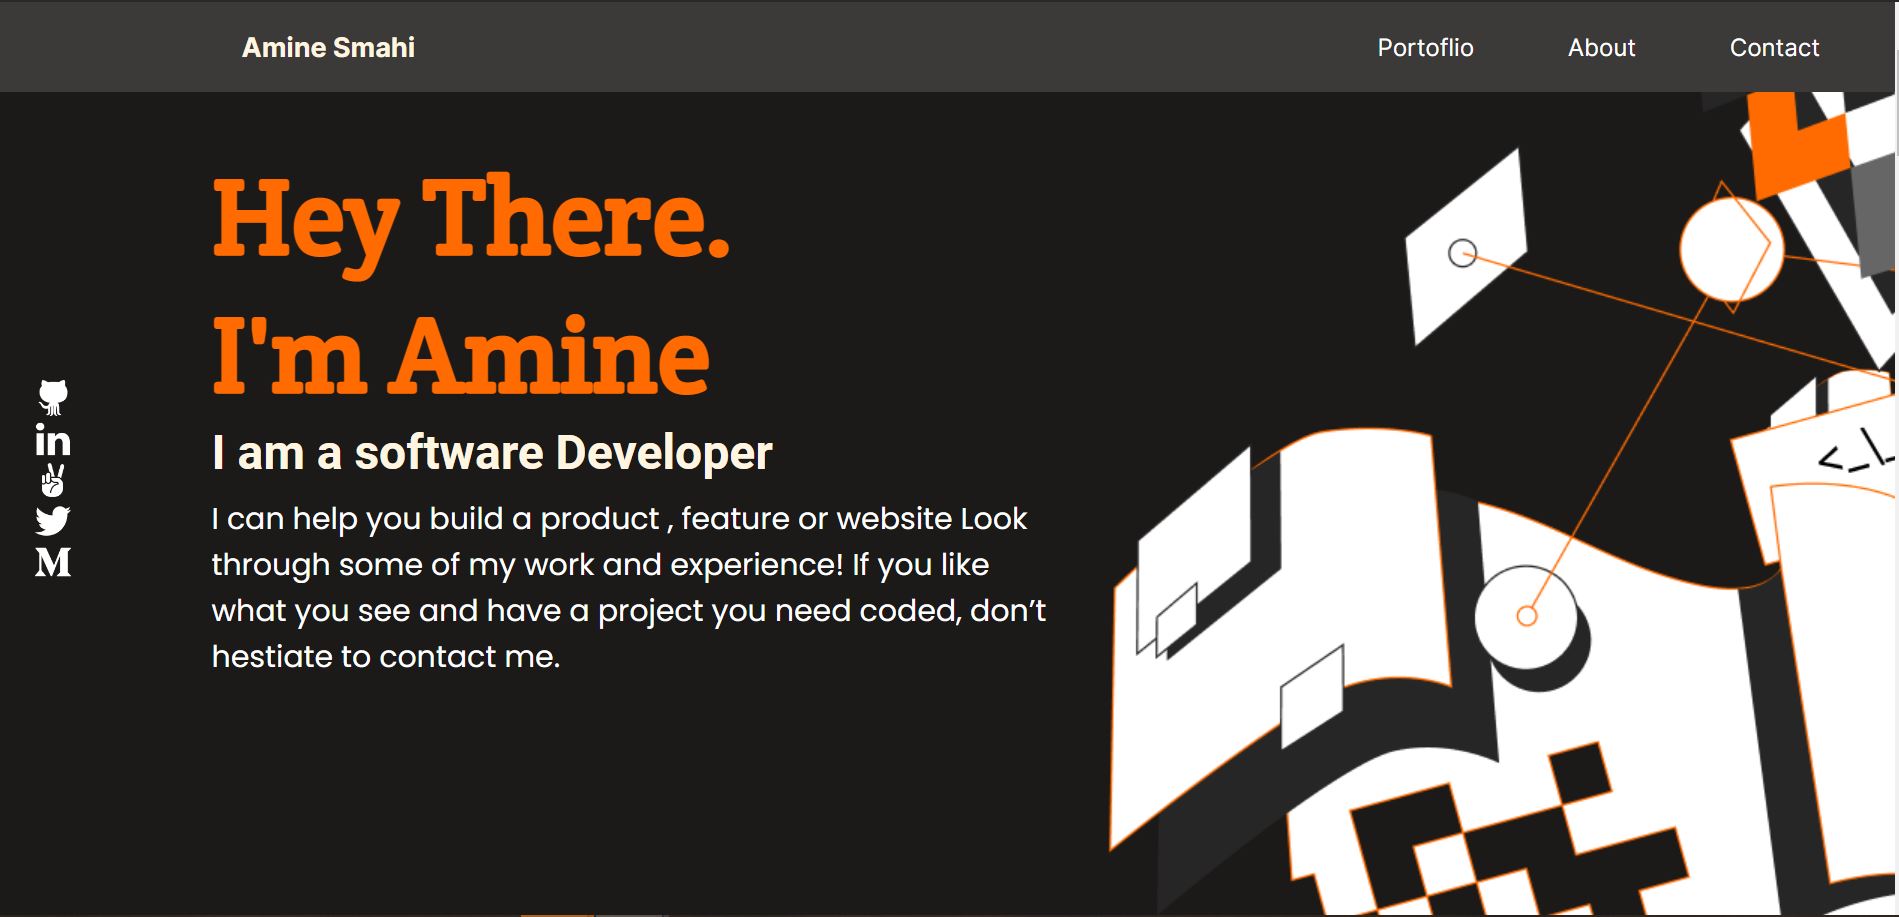 Amine Smahi
Portoflio
About
Contact
Hey There.
I'm Amine
I am a software Developer
I can help you build a product , feature or website Look
through some of my work and experience! If you like
what you see and have a project you need coded, don’t
hestiate to contact me.
in
M
<_\_